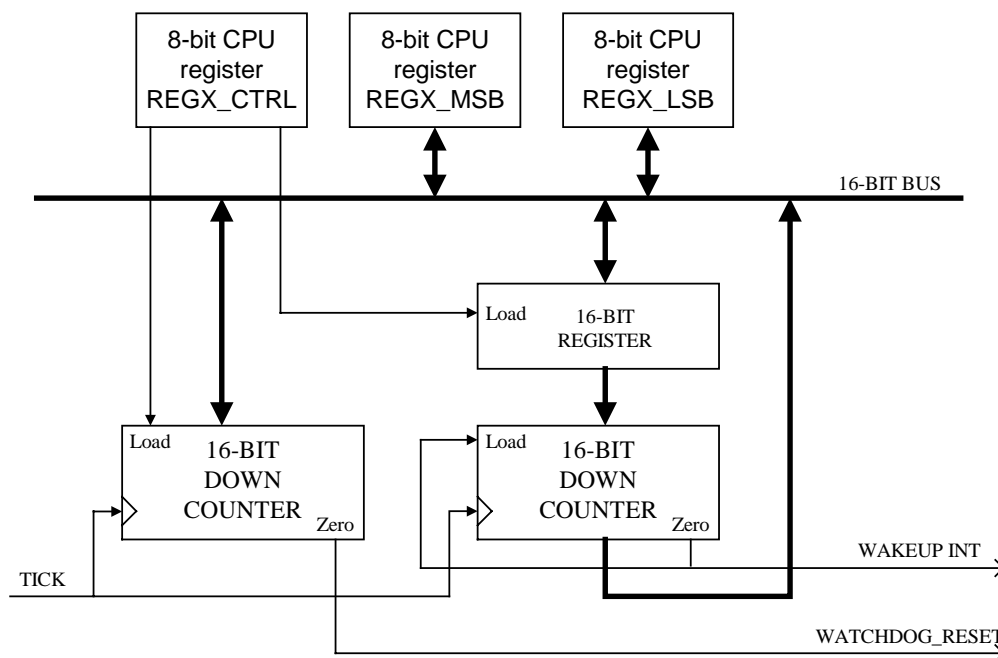 8-bit CPU
register
REGX_CTRL
8-bit CPU
register
REGX_MSB
8-bit CPU
register
REGX_LSB
16-BIT BUS
Load
16-BIT
REGISTER
Load
16-BIT
DOWN
COUNTER
Zero
Load
16-BIT
DOWN
COUNTER
Zero
WAKEUP INT
TICK
WATCHDOG_RESET